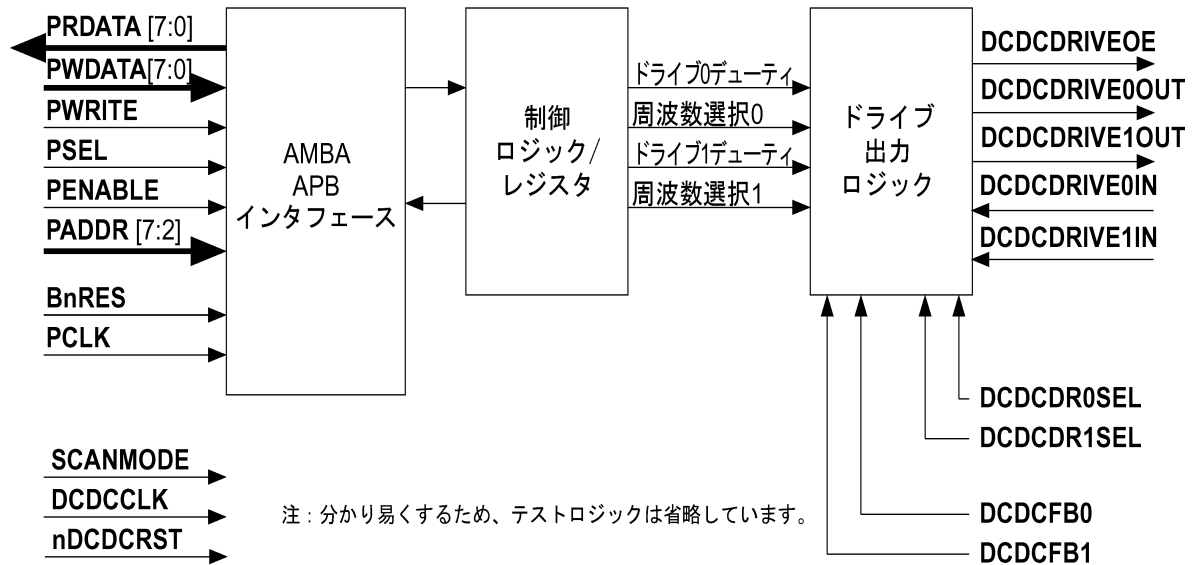 PRDATA [7:0]
PWDATA[7:0]
PWRITE
PSEL
PENABLE
PADDR [7:2]
BnRES
PCLK
SCANMODE
DCDCCLK
nDCDCRST
AMBA
APB
インタフェース
制御
ロジック/
レジスタ
ドライブ0デューティ
周波数選択0
ドライブ1デューティ
周波数選択1
ドライブ
出力
ロジック
DCDCDRIVEOE
DCDCDRIVE0OUT
DCDCDRIVE1OUT
DCDCDRIVE0IN
DCDCDRIVE1IN
DCDCDR0SEL
DCDCDR1SEL
DCDCFB0
DCDCFB1
注：分かり易くするため、テストロジックは省略しています。